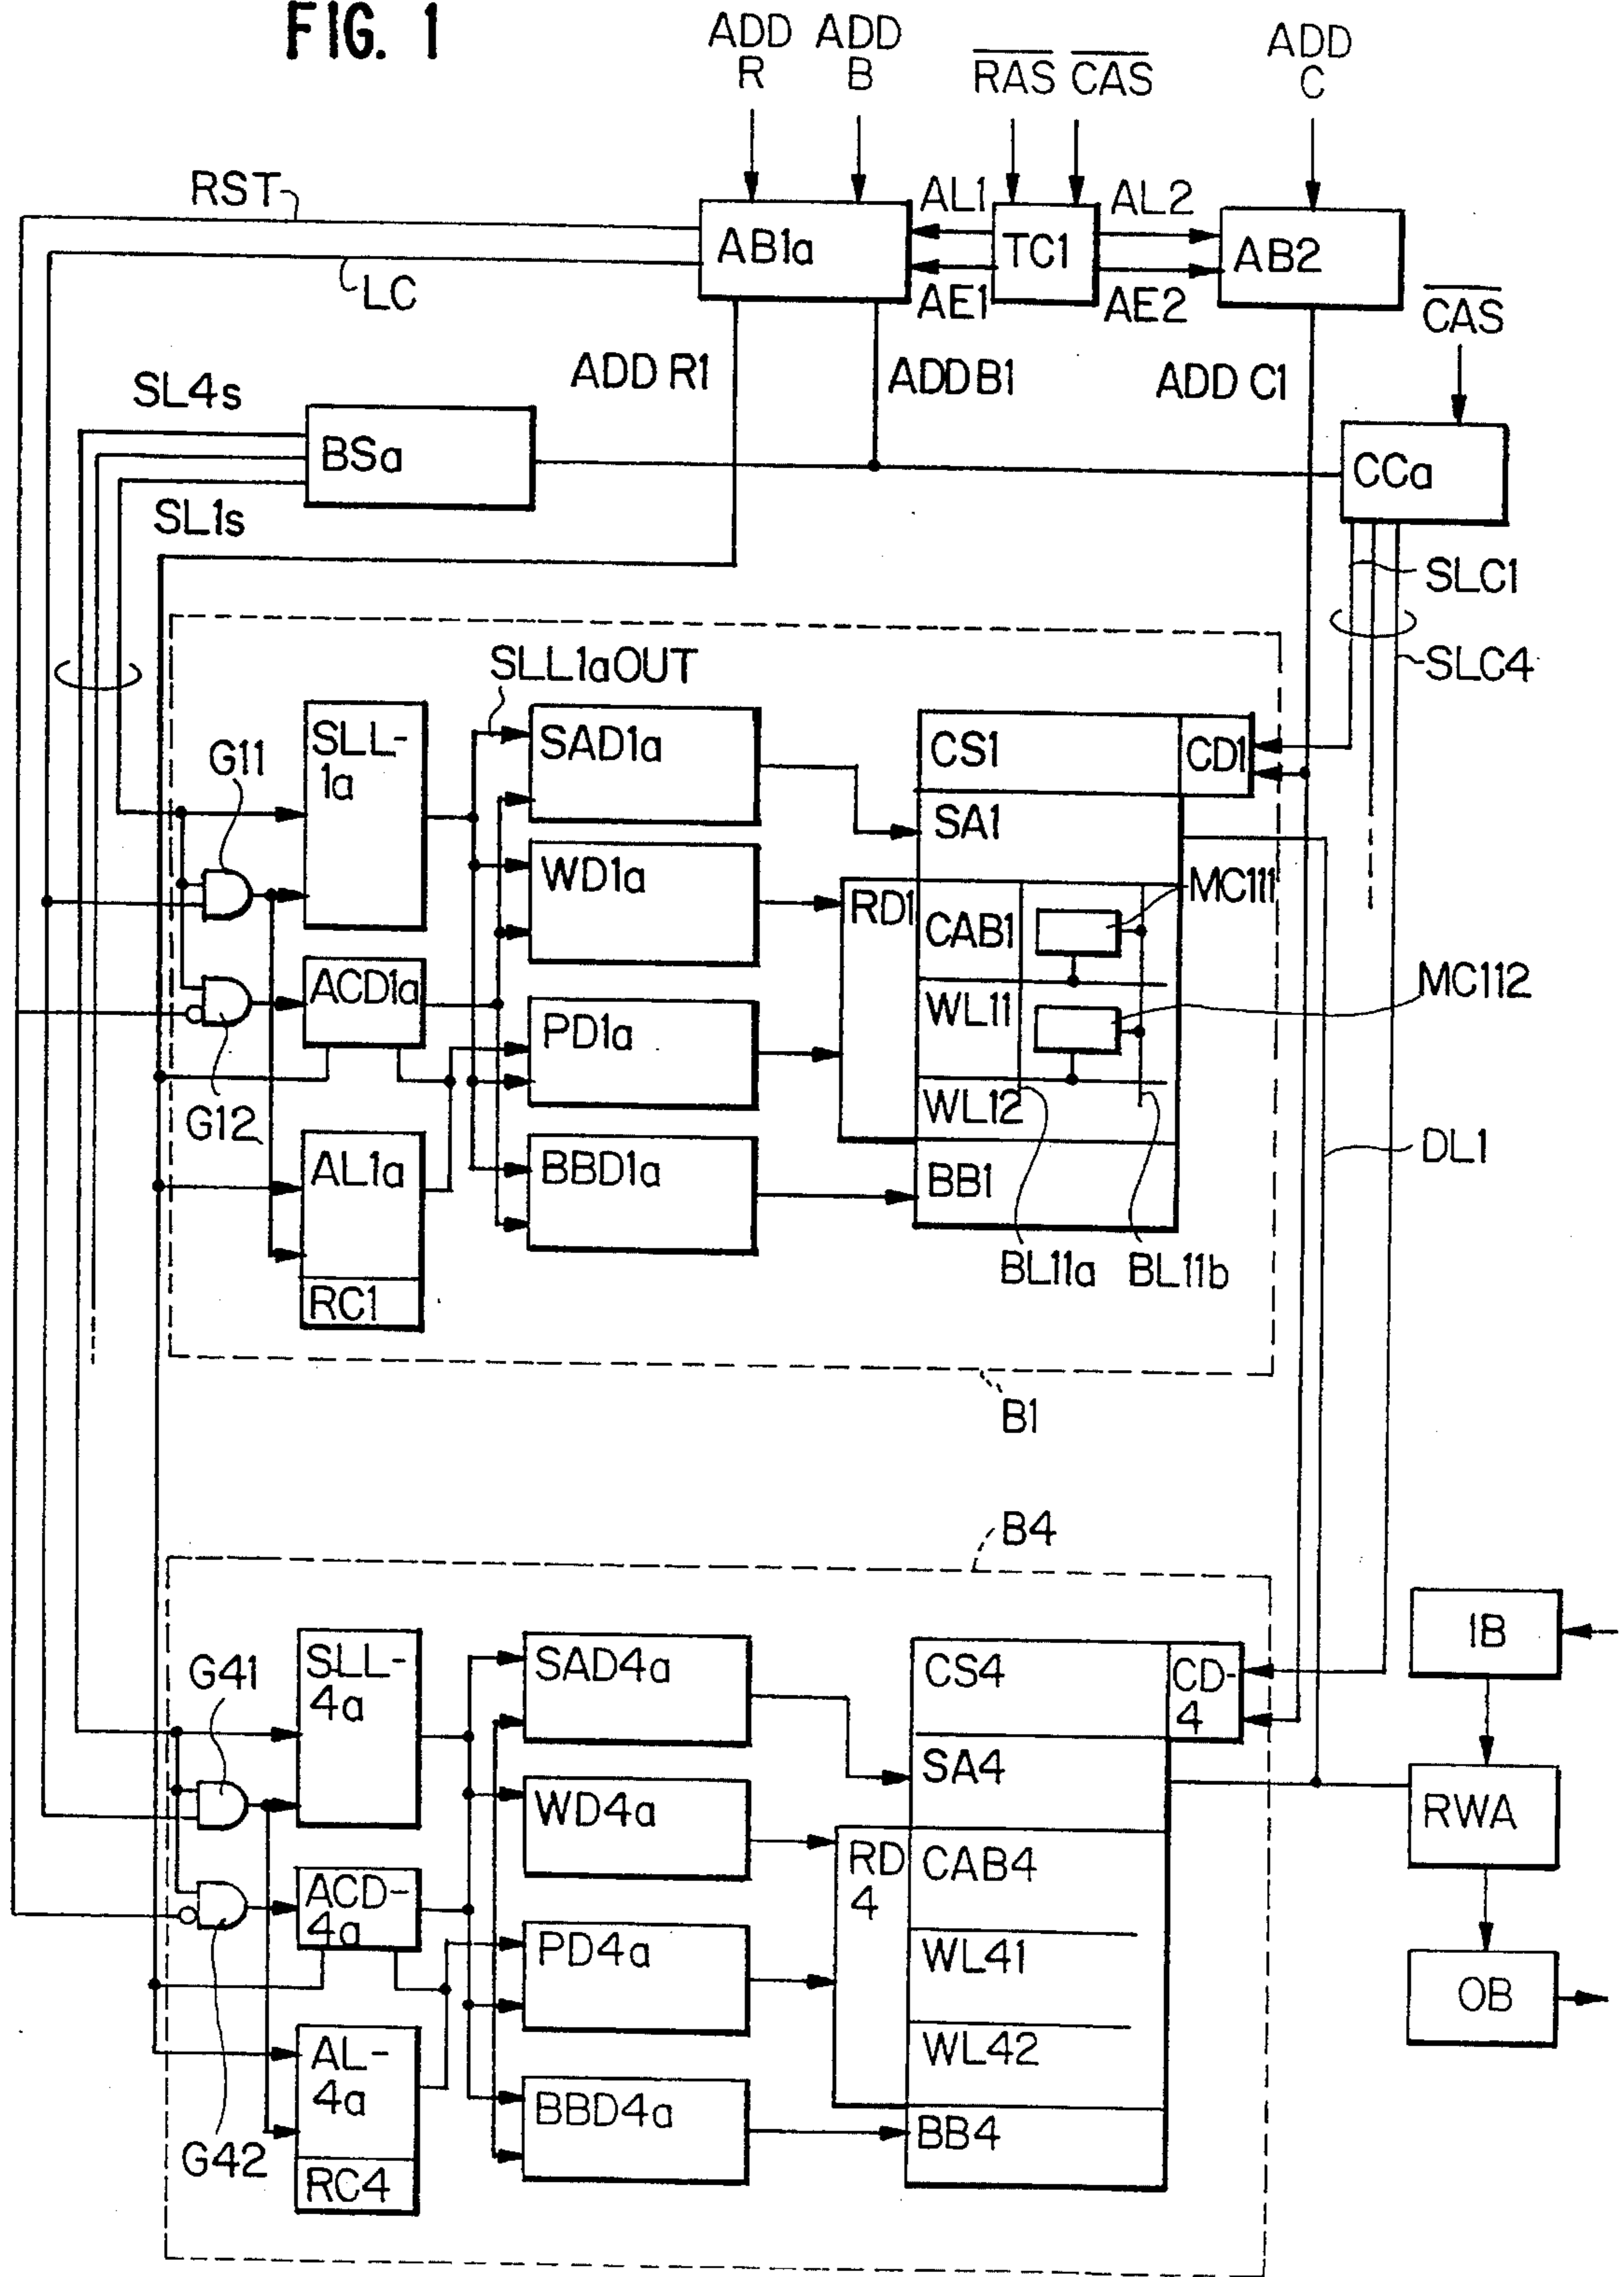 FIG. 1
ADD R
ADD B
RAS
CAS
ADD C
RST
LC
AB1a
AL1
AE1
TC1
AL2
AE2
AB2
CAS
ADD R1
ADDB1
ADD C1
SL4s
BSa
SL1s
CCa
SLC1
SLC4
SLL1aOUT
SLL-1a
SAD1a
CS1
CD1
G11
SA1
WD1a
RD1
CAB1
MC111
ACD1a
PD1a
WL11
MC112
G12
WL12
AL1a
BBD1a
BB1
DL1
RC1
BL11a
BL11b
B1
B4
IB
SLL-4a
SAD4a
CS4
CD-4
G41
SA4
WD4a
RWA
RD4
CAB4
ACD-4a
PD4a
WL41
OB
AL-4a
WL42
BBD4a
BB4
G42
RC4